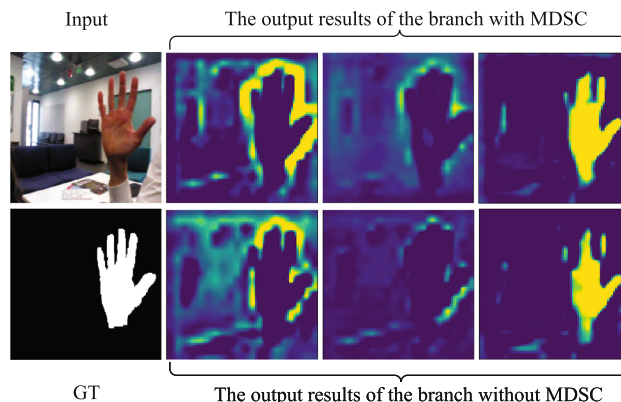 Input
The output results of the branch with MDSC
GT
The output results of the branch without MDSC